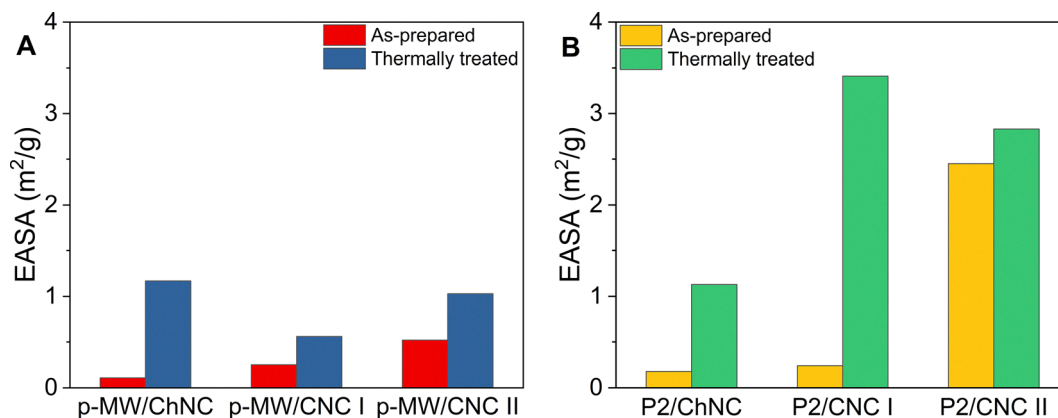 A
As-prepared
Thermally treated
EASA (m²/g)
4
3
2
1
0
p-MW/ChNC p-MW/CNC I p-MW/CNC II
B
As-prepared
Thermally treated
EASA (m²/g)
4
3
2
1
0
P2/ChNC P2/CNC I P2/CNC II